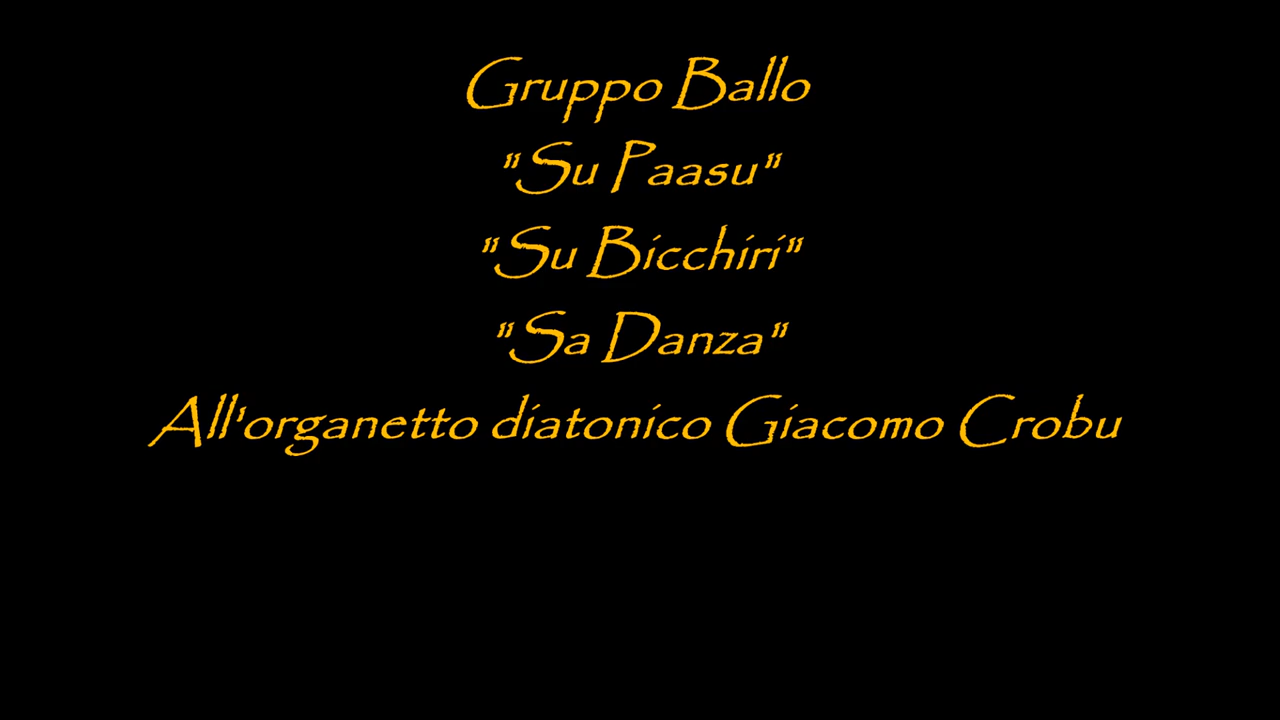 Gruppo Ballo
"Su Paasu"
"Su Bicchiri"
"Sa Danza"
All'organetto diatonico Giacomo Crobu